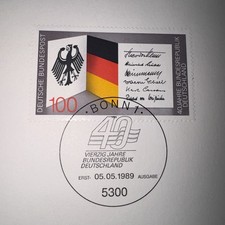 DEUTSCHE BUNDESPOST
100
40 JAHRE BUNDESREPUBLIK
DEUTSCHLAND
BONN 1
40
VIERZIG JAHRE
BUNDESREPUBLIK
DEUTSCHLAND
ERST- 05.05.1989 AUSGABE
5300